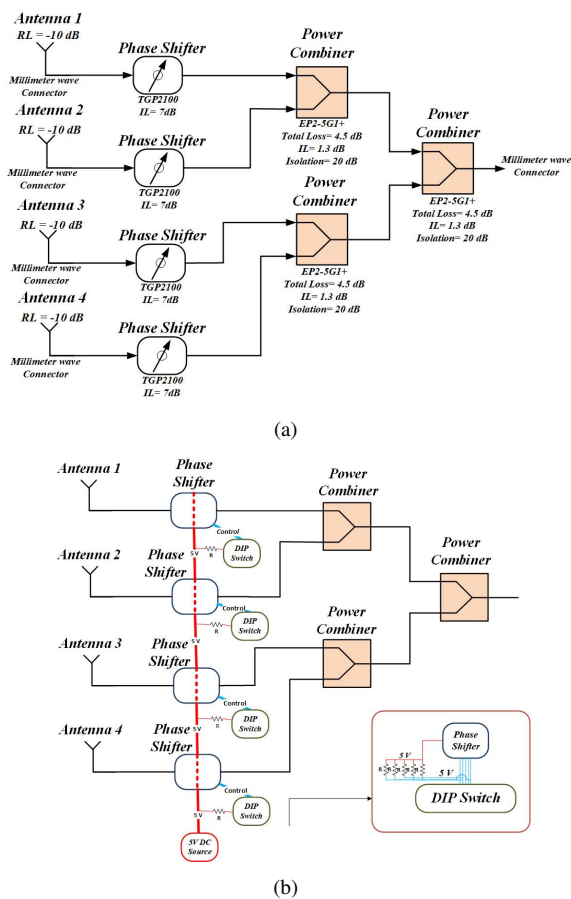 Antenna 1
RL = -10 dB
Millimeter wave
Connector
Phase Shifter
TGP2100
IL= 7dB
Power
Combiner
EP2-5G1+
Total Loss= 4.5 dB
IL= 1.3 dB
Isolation= 20 dB
Antenna 2
RL = -10 dB
Millimeter wave
Connector
Phase Shifter
TGP2100
IL= 7dB
Power
Combiner
EP2-5G1+
Total Loss= 4.5 dB
IL= 1.3 dB
Isolation= 20 dB
Millimeter wave
Connector
Antenna 3
RL = -10 dB
Millimeter wave
Connector
Phase Shifter
TGP2100
IL= 7dB
Power
Combiner
EP2-5G1+
Total Loss= 4.5 dB
IL= 1.3 dB
Isolation= 20 dB
Antenna 4
RL = -10 dB
Millimeter wave
Connector
Phase Shifter
TGP2100
IL= 7dB
(a)
Antenna 1
Phase
Shifter
Control
5 V
R
DIP
Switch
Power
Combiner
Antenna 2
Phase
Shifter
Control
5 V
R
DIP
Switch
Power
Combiner
Antenna 3
Phase
Shifter
Control
5 V
R
DIP
Switch
Power
Combiner
Antenna 4
Phase
Shifter
Control
5 V
R
DIP
Switch
5V DC
Source
Phase
Shifter
5 V
R
R
R
R
R
5 V
DIP Switch
(b)